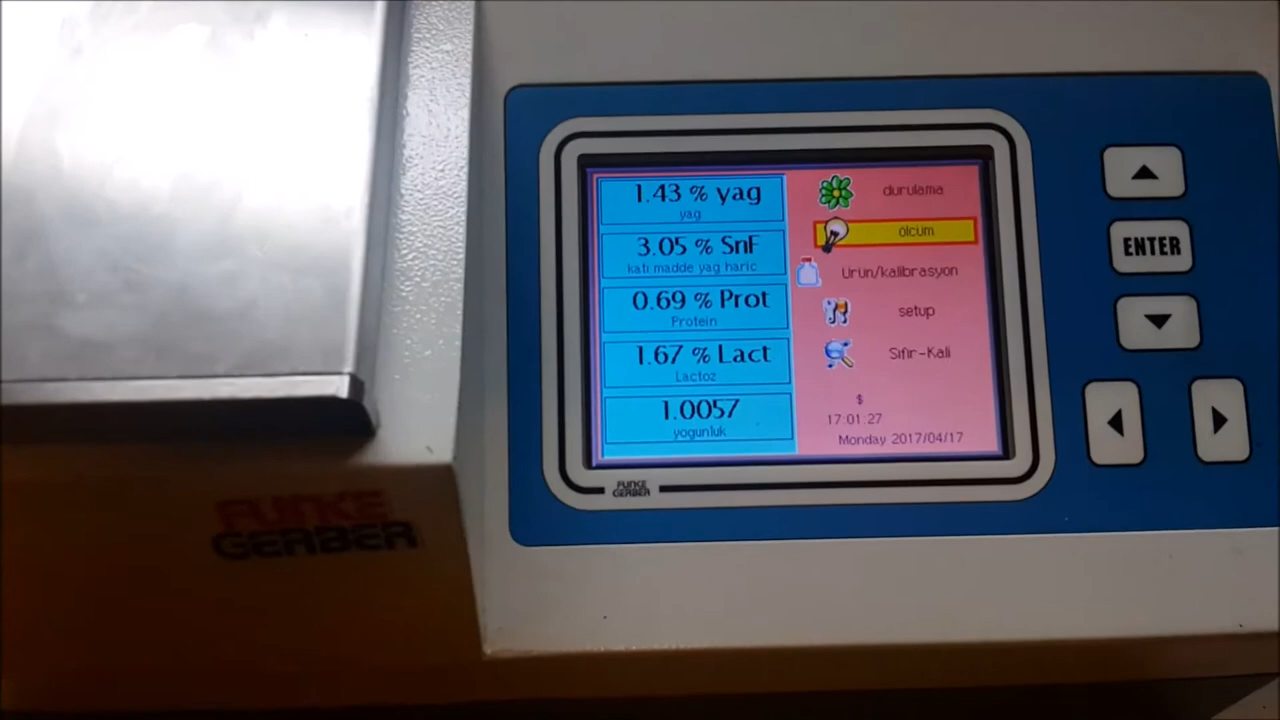 1.43 % yag
yag
3.05 % SnF
katı madde yag haric
0.69 % Prot
Protein
1.67 % Lact
Lactoz
1.0057
yogunluk
durulama
olcum
Urun/kalibrasyon
setup
Sıfır-Kali
$
17:01:27
Monday 2017/04/17
FUNKE
GERBER
ENTER
FUNKE
GERBER